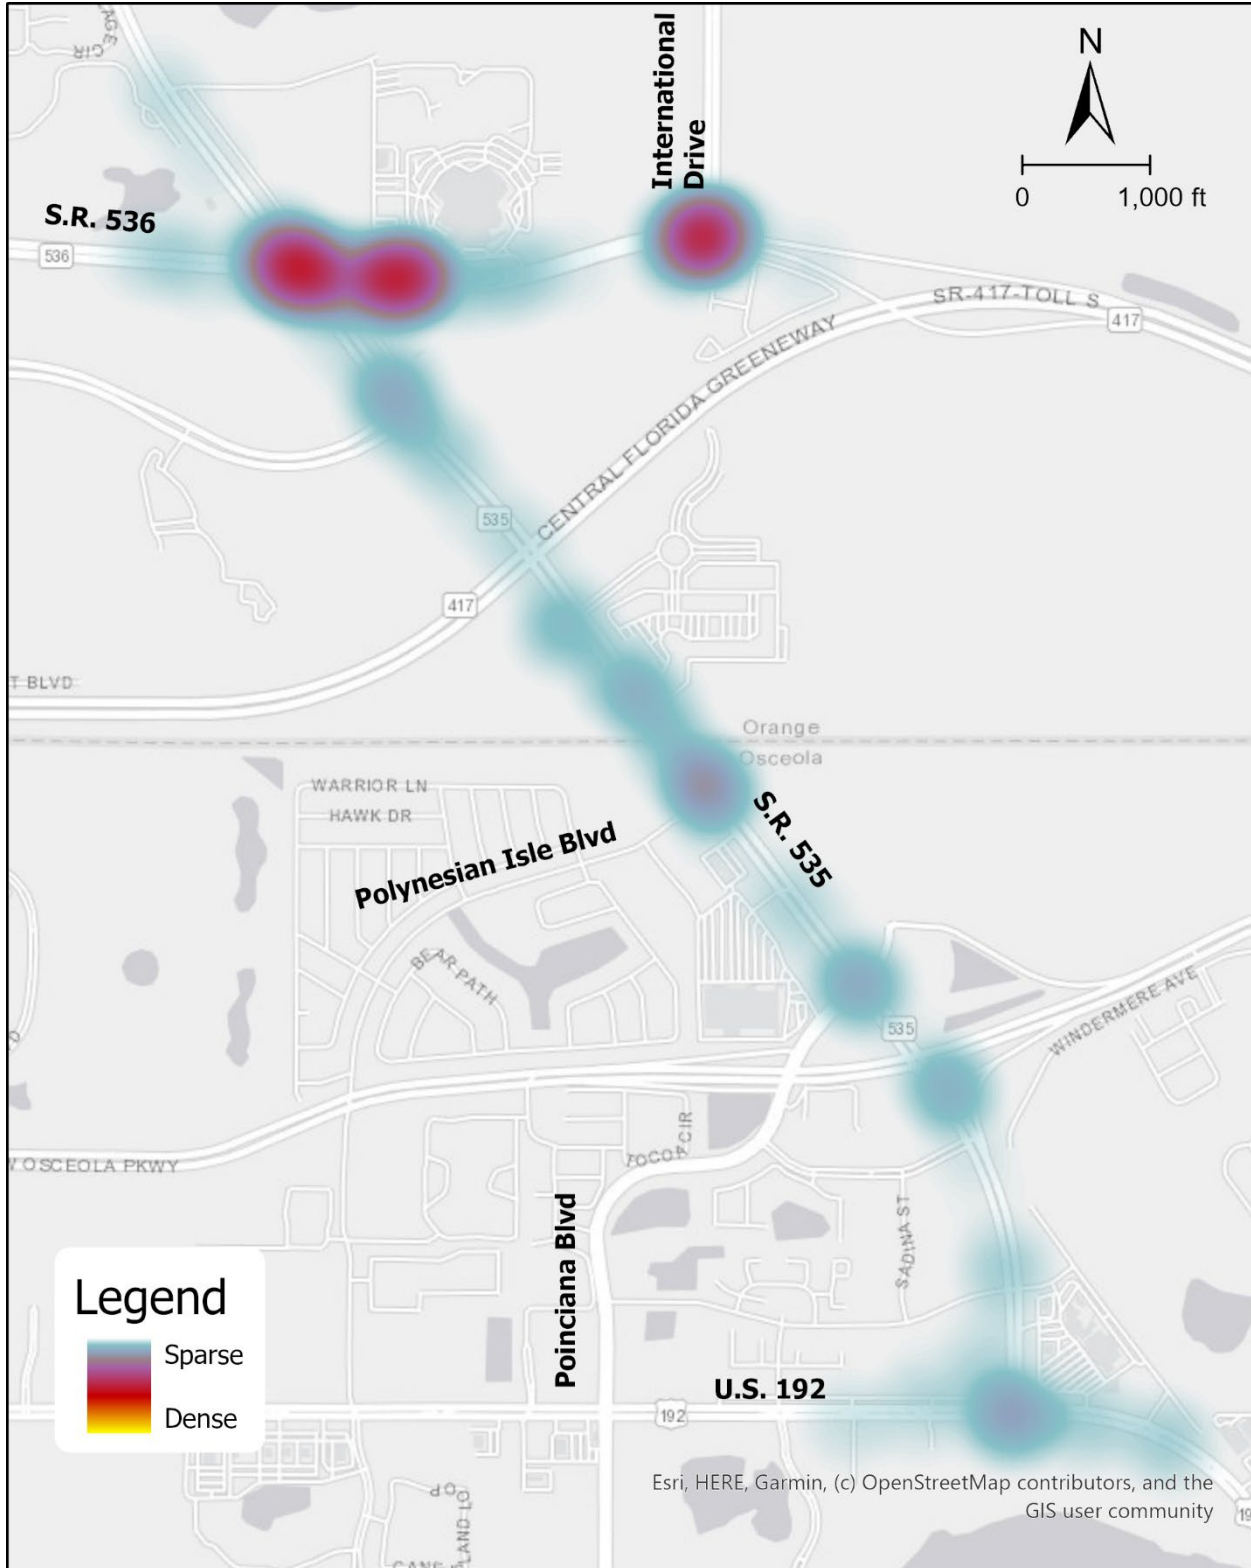 N
0 1,000 ft
International
Drive
S.R. 536
536
SR-417-TOLL S
417
CENTRAL FLORIDA GREENEWAY
535
417
T BLVD
Orange
Osceola
WARRIOR LN
HAWK DR
S.R. 535
Polynesian Isle Blvd
BEAR PATH
535
WINDERMERE AVE
OSCEOLA PKWY
TOCOA CIR
SADINA ST
Poinciana Blvd
Legend
Sparse
Dense
U.S. 192
192
Esri, HERE, Garmin, (c) OpenStreetMap contributors, and the
GIS user community
19